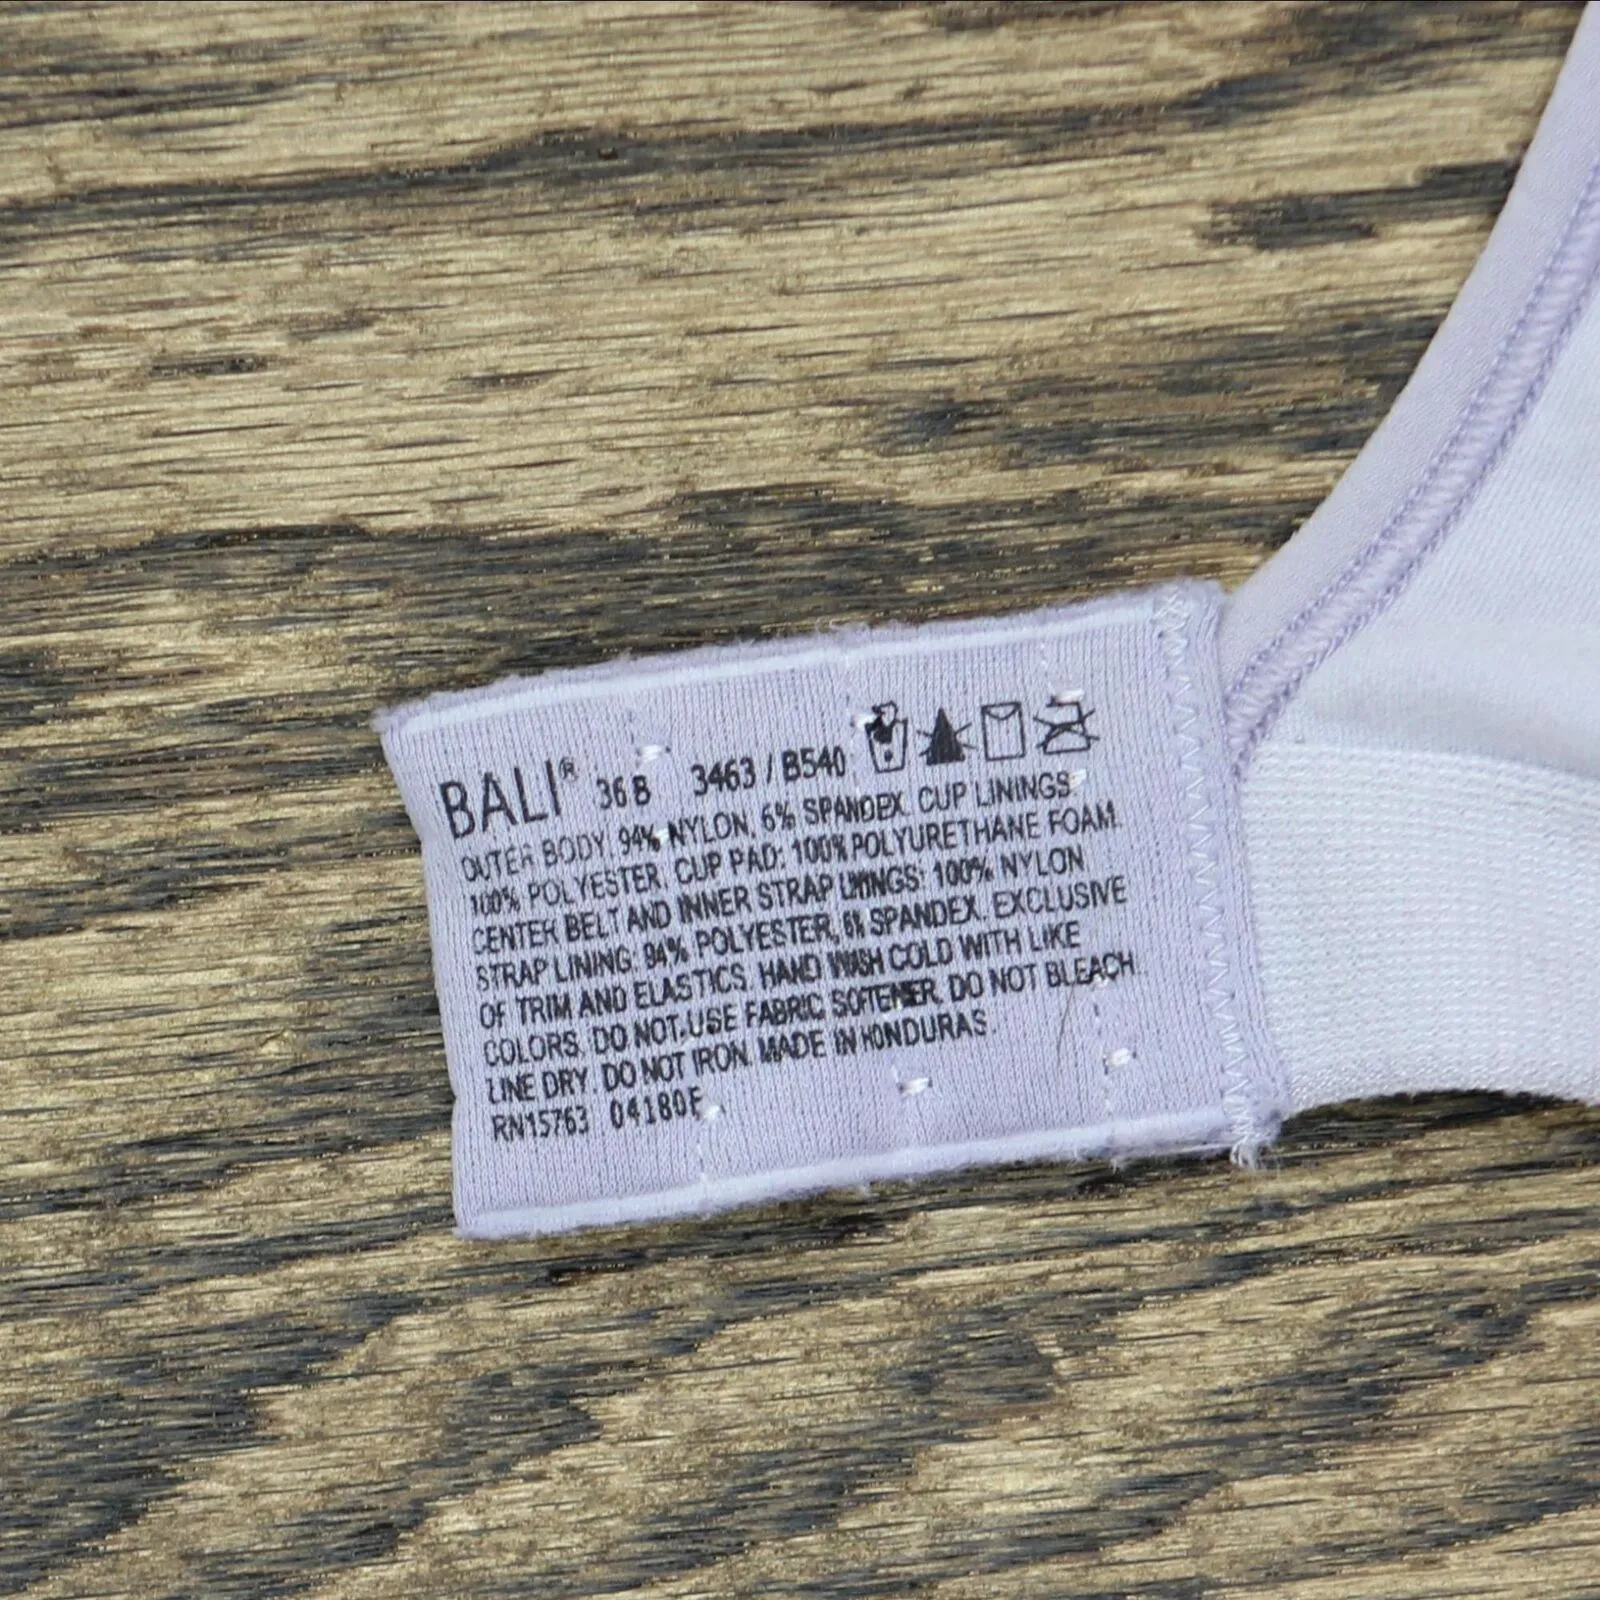 BALI® 36B 3463 / B540
OUTER BODY: 94% NYLON, 6% SPANDEX. CUP LININGS:
100% POLYESTER. CUP PAD: 100% POLYURETHANE FOAM.
CENTER BELT AND INNER STRAP LININGS: 100% NYLON
STRAP LINING: 94% POLYESTER, 6% SPANDEX. EXCLUSIVE
OF TRIM AND ELASTICS. HAND WASH COLD WITH LIKE
COLORS. DO NOT USE FABRIC SOFTENER. DO NOT BLEACH.
LINE DRY. DO NOT IRON. MADE IN HONDURAS.
RN15763